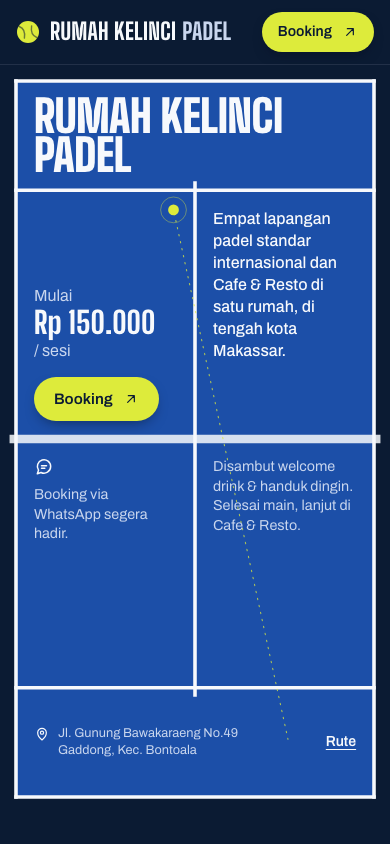 RUMAH KELINCI PADEL
Booking
RUMAH KELINCI
PADEL
Mulai
Rp 150.000
/ sesi
Booking
Empat lapangan
padel standar
internasional dan
Cafe & Resto di
satu rumah, di
tengah kota
Makassar.
Booking via
WhatsApp segera
hadir.
Disambut welcome
drink & handuk dingin.
Selesai main, lanjut di
Cafe & Resto.
Jl. Gunung Bawakaraeng No.49
Gaddong, Kec. Bontoala
Rute